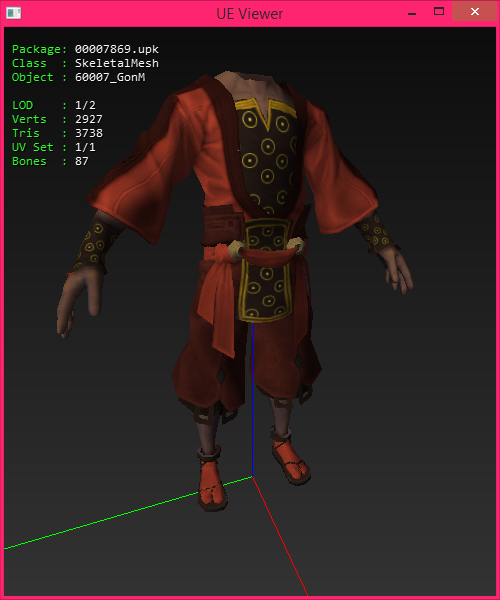 UE Viewer
Package: 00007869.upk
Class : SkeletalMesh
Object : 60007_GonM
LOD : 1/2
Verts : 2927
Tris : 3738
UV Set : 1/1
Bones : 87